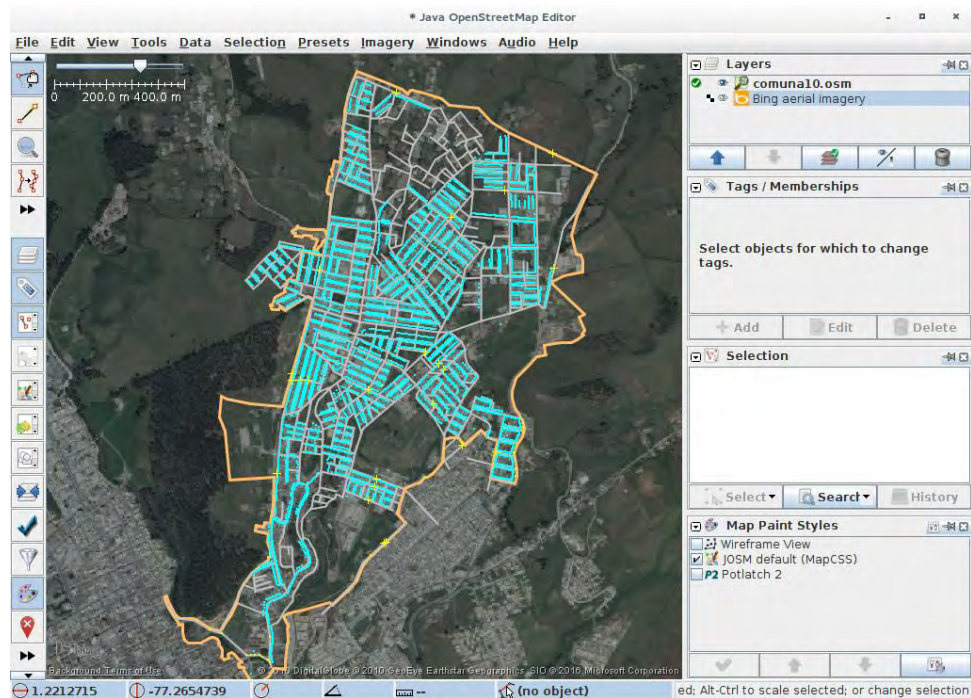 * Java OpenStreetMap Editor
File Edit View Tools Data Selection Presets Imagery Windows Audio Help
0 200.0 m 400.0 m
Layers
comuna10.osm
Bing aerial imagery
Tags / Memberships
Select objects for which to change
tags.
Add Edit Delete
Selection
Select Search History
Map Paint Styles
Wireframe View
JOSM default (MapCSS)
P2 Potlatch 2
Background Terms of Use
DigitalGlobe © 2010 GeoEye Earthstar Geographics SIO © 2016 Microsoft Corporation
1.2212715 -77.2654739 -- (no object) ed; Alt-Ctrl to scale selected; or change selection